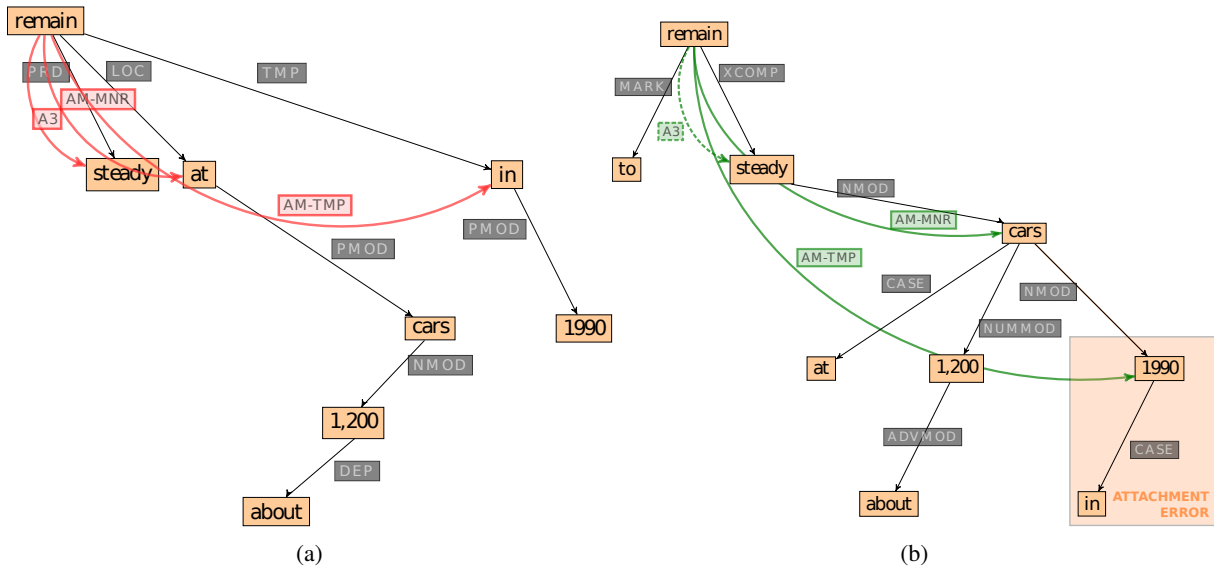 remain
PRD
LOC
TMP
AM-MNR
A3
steady
at
in
AM-TMP
PMOD
PMOD
cars
1990
NMOD
1,200
DEP
about
(a)
remain
MARK
XCOMP
A3
to
steady
NMOD
AM-MNR
cars
AM-TMP
CASE
NMOD
NUMMOD
at
1,200
1990
ADVMOD
CASE
about
in
ATTACHMENT
ERROR
(b)